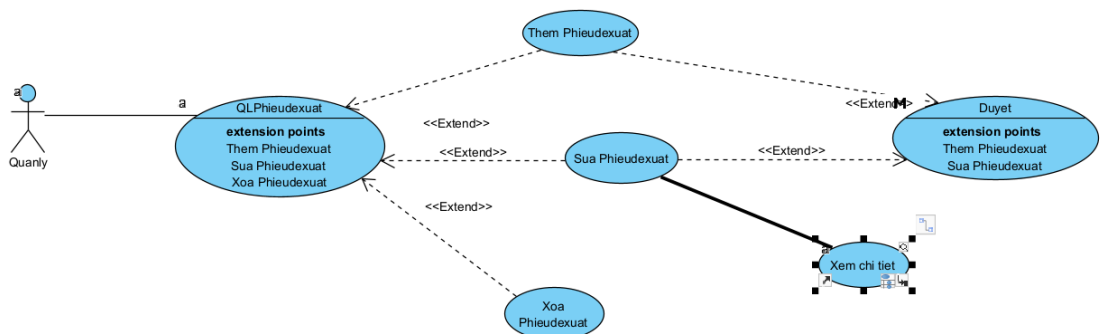 Them Phieudexuat
a
a
QLPhieudexuat
extension points
Them Phieudexuat
Sua Phieudexuat
Xoa Phieudexuat
Quanly
<<Extend>>
M
Duyet
extension points
Them Phieudexuat
Sua Phieudexuat
<<Extend>>
<<Extend>>
Sua Phieudexuat
<<Extend>>
<<Extend>>
a
Xem chi tiet
Xoa
Phieudexuat